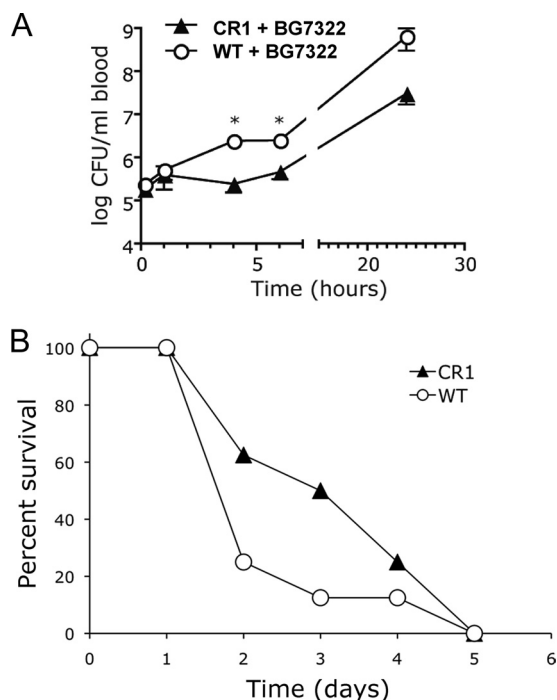 A
CR1 + BG7322
WT + BG7322
log CFU/ml blood
9
8
7
6
5
4
* *
0 5 20 30
Time (hours)
B
CR1
WT
Percent survival
100
80
60
40
20
0
0 1 2 3 4 5 6
Time (days)